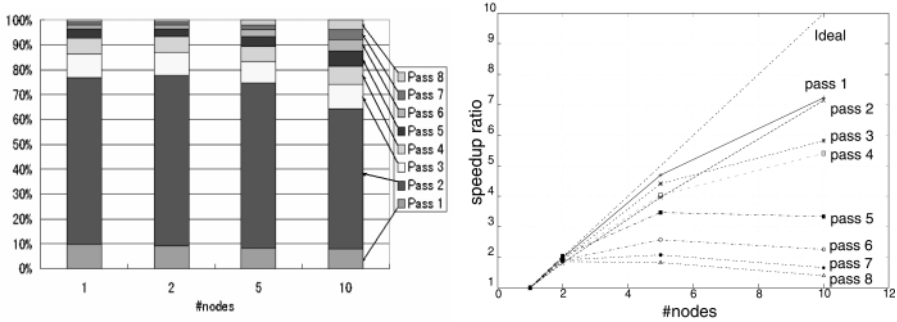 100%
90%
80%
70%
60%
50%
40%
30%
20%
10%
0%
1 2 5 10
#nodes
Pass 8
Pass 7
Pass 6
Pass 5
Pass 4
Pass 3
Pass 2
Pass 1
speedup ratio
10
9
8
7
6
5
4
3
2
1
0 2 4 6 8 10 12
#nodes
Ideal
pass 1
pass 2
pass 3
pass 4
pass 5
pass 6
pass 7
pass 8